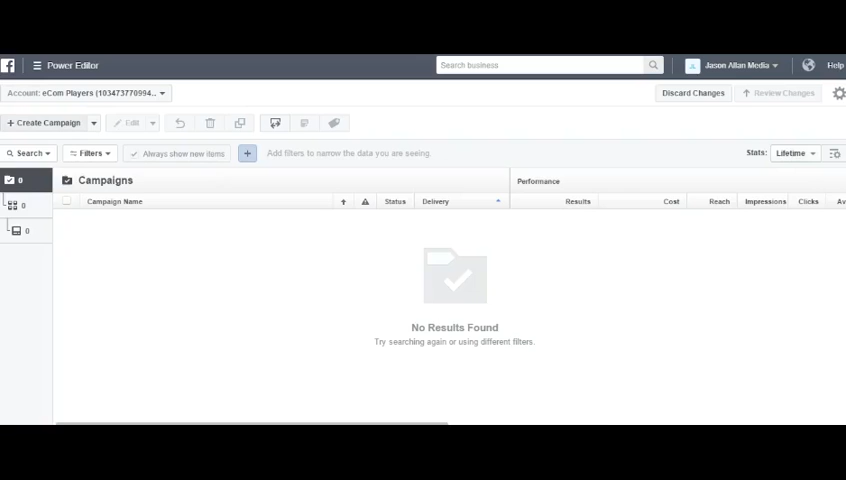 f Power Editor Search business Jason Allan Media Help
Account: eCom Players (103473770994.. Discard Changes Review Changes
+ Create Campaign Edit
Search Filters Always show new items + Add filters to narrow the data you are seeing. Stats: Lifetime
0 Campaigns Performance
0 Campaign Name Status Delivery Results Cost Reach Impressions Clicks Av
0
No Results Found
Try searching again or using different filters.